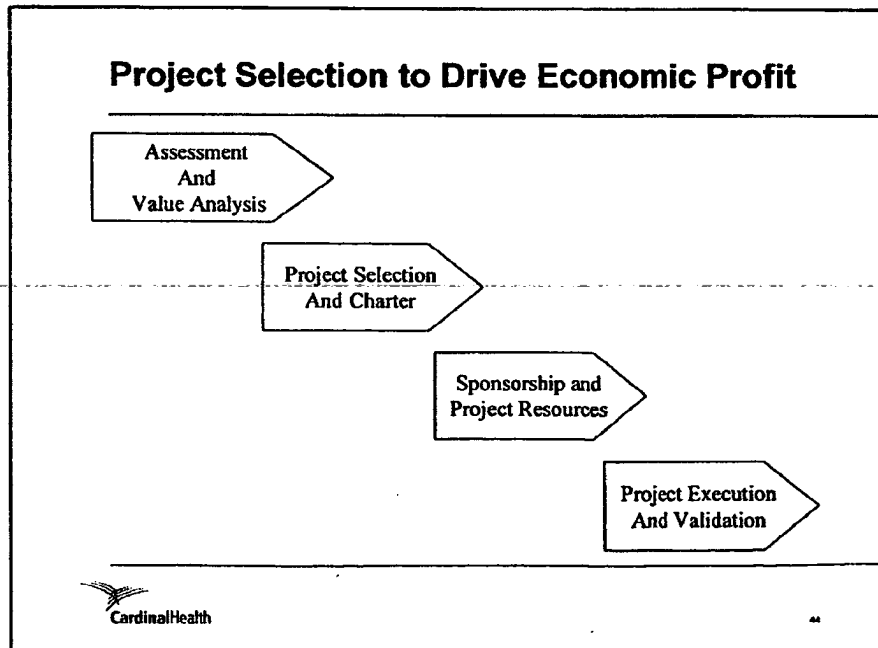 Project Selection to Drive Economic Profit
Assessment
And
Value Analysis
Project Selection
And Charter
Sponsorship and
Project Resources
Project Execution
And Validation
CardinalHealth
44